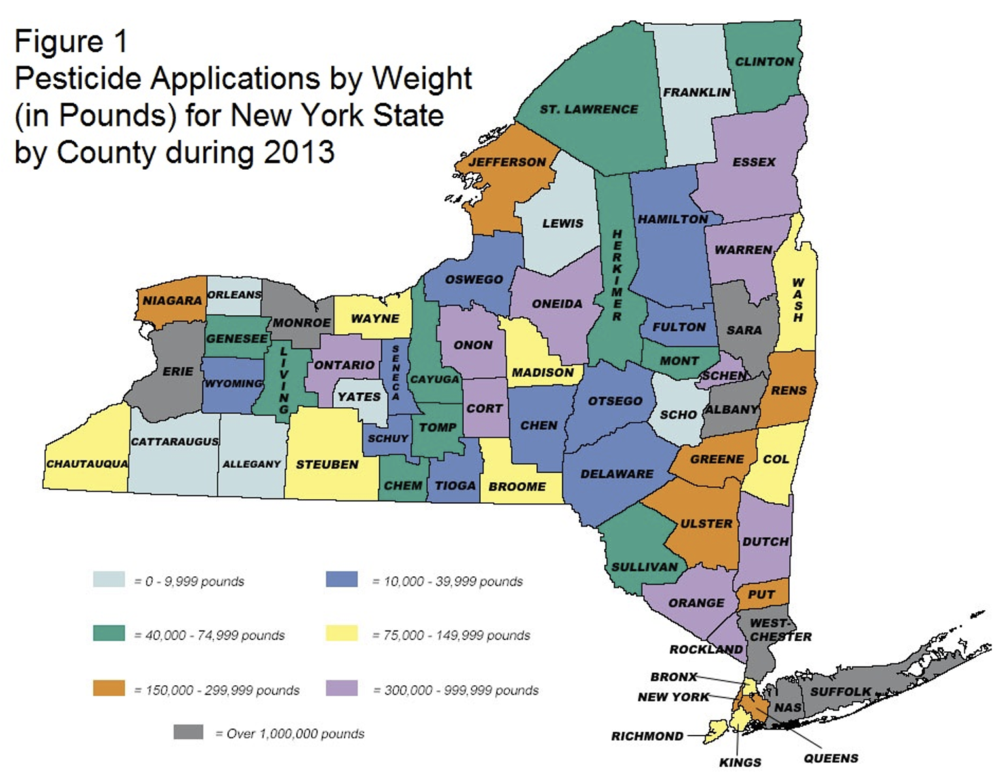 Figure 1
Pesticide Applications by Weight
(in Pounds) for New York State
by County during 2013
CLINTON
FRANKLIN
ST. LAWRENCE
ESSEX
JEFFERSON
LEWIS
HERKIMER
HAMILTON
WARREN
WASH
OSWEGO
ONEIDA
NIAGARA
ORLEANS
MONROE
WAYNE
FULTON
SARA
GENESEE
ONON
MONT
LIVING
ONTARIO
SENECA
ERIE
WYOMING
CAYUGA
MADISON
SCHEN
YATES
CORT
OTSEGO
RENS
SCHO
ALBANY
TOMP
CHEN
CATTARAUGUS
SCHUY
CHAUTAUQUA
ALLEGANY
STEUBEN
DELAWARE
GREENE
COL
CHEM
TIOGA
BROOME
ULSTER
DUTCH
SULLIVAN
ORANGE
PUT
WEST-
CHESTER
ROCKLAND
BRONX
NEW YORK
SUFFOLK
NAS
RICHMOND
KINGS
QUEENS
= 0 - 9,999 pounds
= 10,000 - 39,999 pounds
= 40,000 - 74,999 pounds
= 75,000 - 149,999 pounds
= 150,000 - 299,999 pounds
= 300,000 - 999,999 pounds
= Over 1,000,000 pounds